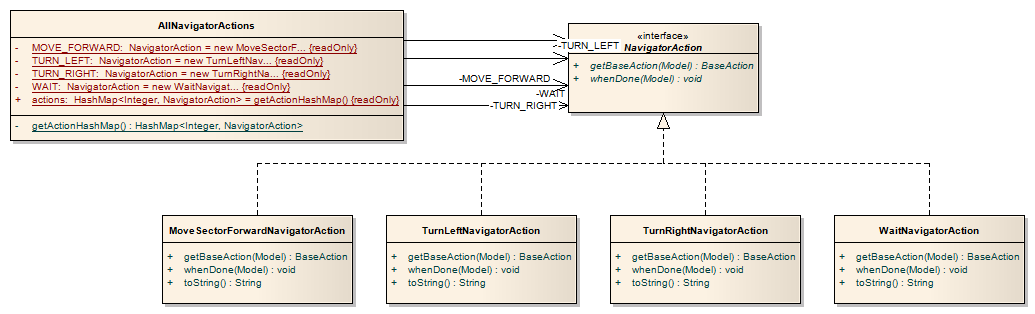 AllNavigatorActions
- MOVE_FORWARD: NavigatorAction = new MoveSectorF... {readOnly}
- TURN_LEFT: NavigatorAction = new TurnLeftNav... {readOnly}
- TURN_RIGHT: NavigatorAction = new TurnRightNa... {readOnly}
- WAIT: NavigatorAction = new WaitNavigat... {readOnly}
+ actions: HashMap<Integer, NavigatorAction> = getActionHashMap() {readOnly}
- getActionHashMap() : HashMap<Integer, NavigatorAction>
-TURN_LEFT
-MOVE_FORWARD
-WAIT
-TURN_RIGHT
«interface»
NavigatorAction
+ getBaseAction(Model) : BaseAction
+ whenDone(Model) : void
MoveSectorForwardNavigatorAction
+ getBaseAction(Model) : BaseAction
+ whenDone(Model) : void
+ toString() : String
TurnLeftNavigatorAction
+ getBaseAction(Model) : BaseAction
+ whenDone(Model) : void
+ toString() : String
TurnRightNavigatorAction
+ getBaseAction(Model) : BaseAction
+ whenDone(Model) : void
+ toString() : String
WaitNavigatorAction
+ getBaseAction(Model) : BaseAction
+ whenDone(Model) : void
+ toString() : String